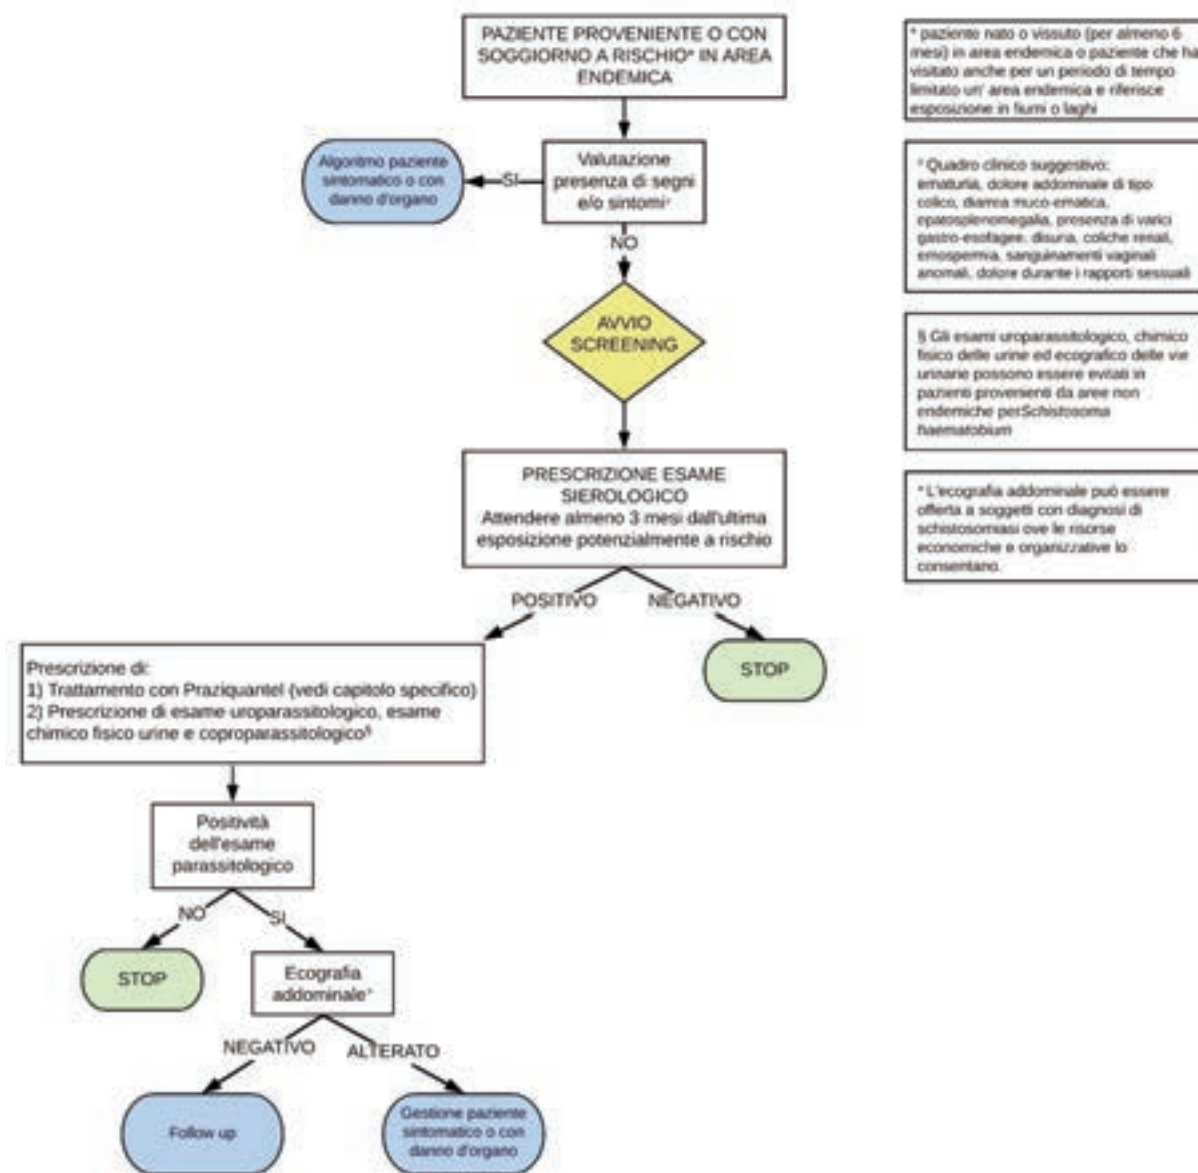 PAZIENTE PROVENIENTE O CON
SOGGIORNO A RISCHIO* IN AREA
ENDEMICA
Valutazione
presenza di segni
e/o sintomi°
SI
Algoritmo paziente
sintomatico o con
danno d'organo
NO
AVVIO
SCREENING
PRESCRIZIONE ESAME
SIEROLOGICO
Attendere almeno 3 mesi dall'ultima
esposizione potenzialmente a rischio
POSITIVO
NEGATIVO
STOP
Prescrizione di:
1) Trattamento con Praziquantel (vedi capitolo specifico)
2) Prescrizione di esame uroparassitologico, esame
chimico fisico urine e coproparassitologico§
Positività
dell'esame
parassitologico
NO
SI
STOP
Ecografia
addominale⁺
NEGATIVO
ALTERATO
Follow up
Gestione paziente
sintomatico o con
danno d'organo
* paziente nato o vissuto (per almeno 6
mesi) in area endemica o paziente che ha
visitato anche per un periodo di tempo
limitato un' area endemica e riferisce
esposizione in fiumi o laghi
° Quadro clinico suggestivo:
ematuria, dolore addominale di tipo
colico, diarrea muco-ematica,
epatosplenomegalia, presenza di varici
gastro-esofagee, disuria, coliche renali,
emospermia, sanguinamenti vaginali
anomali, dolore durante i rapporti sessuali
§ Gli esami uroparassitologico, chimico
fisico delle urine ed ecografico delle vie
urinarie possono essere evitati in
pazienti provenienti da aree non
endemiche perSchistosoma
haematobium
⁺ L'ecografia addominale può essere
offerta a soggetti con diagnosi di
schistosomiasi ove le risorse
economiche e organizzative lo
consentano.